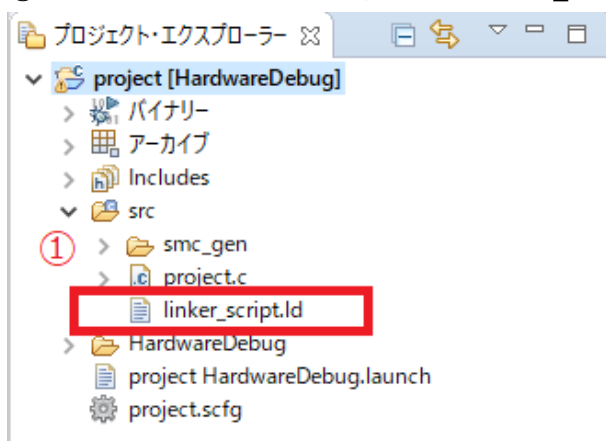 プロジェクト・エクスプローラー
project [HardwareDebug]
バイナリー
アーカイブ
Includes
src
① smc_gen
project.c
linker_script.ld
HardwareDebug
project HardwareDebug.launch
project.scfg